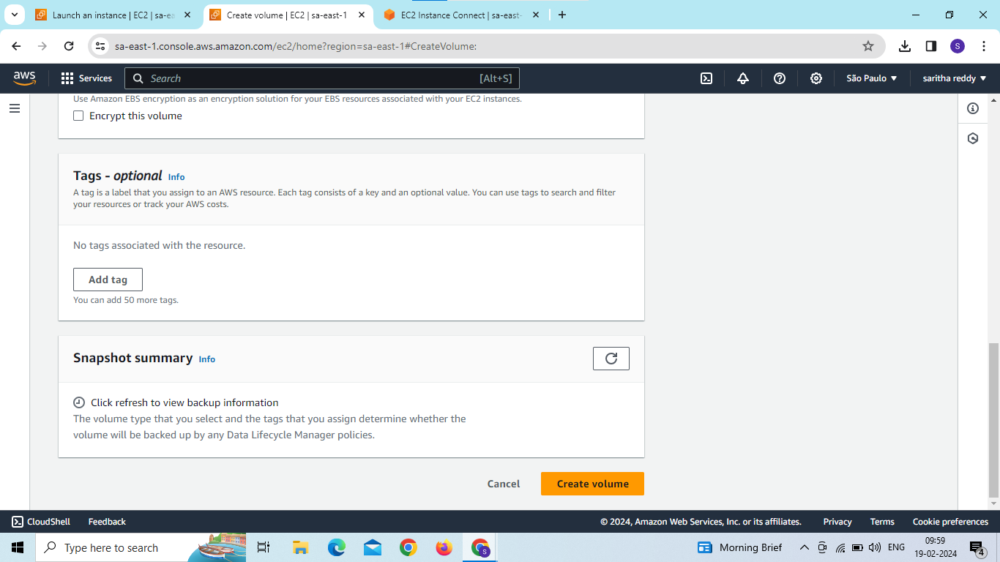 Launch an instance | EC2 | sa-ea
Create volume | EC2 | sa-east-1
EC2 Instance Connect | sa-east-
sa-east-1.console.aws.amazon.com/ec2/home?region=sa-east-1#CreateVolume:
S
aws
Services
Search
[Alt+S]
São Paulo
saritha reddy
Use Amazon EBS encryption as an encryption solution for your EBS resources associated with your EC2 instances.
Encrypt this volume
Tags - optional Info
A tag is a label that you assign to an AWS resource. Each tag consists of a key and an optional value. You can use tags to search and filter
your resources or track your AWS costs.
No tags associated with the resource.
Add tag
You can add 50 more tags.
Snapshot summary Info
Click refresh to view backup information
The volume type that you select and the tags that you assign determine whether the
volume will be backed up by any Data Lifecycle Manager policies.
Cancel
Create volume
CloudShell
Feedback
© 2024, Amazon Web Services, Inc. or its affiliates.
Privacy
Terms
Cookie preferences
Type here to search
S
Morning Brief
ENG
09:59
19-02-2024
4